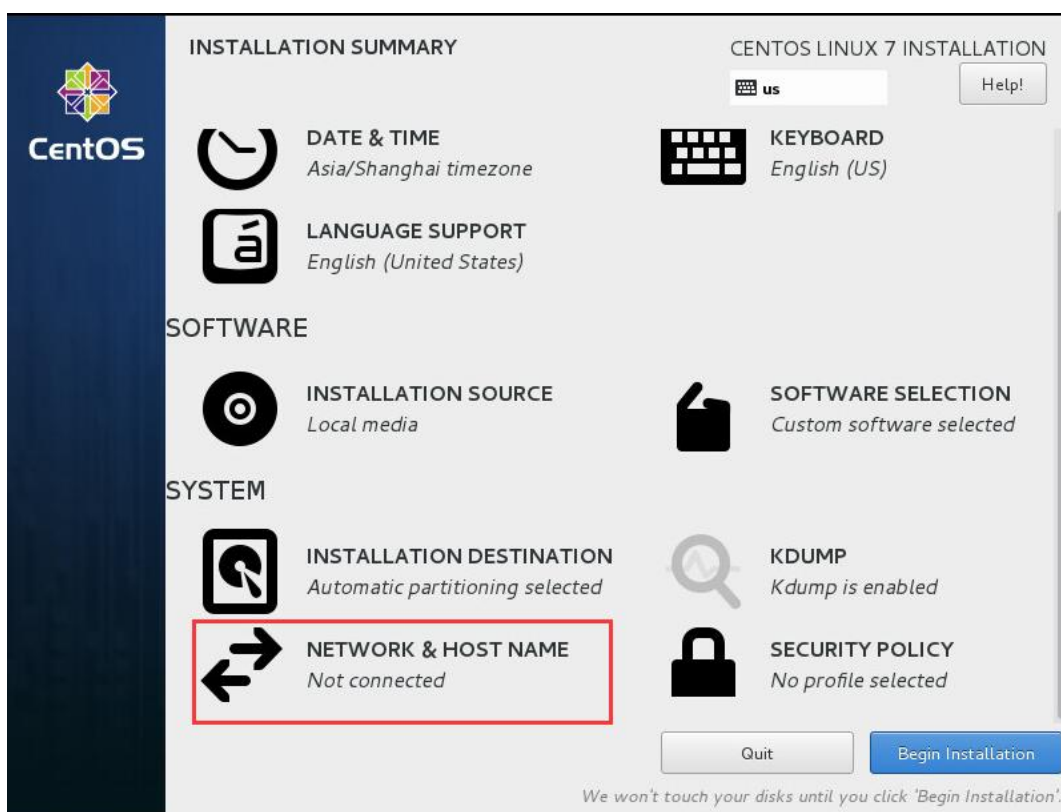 INSTALLATION SUMMARY
CENTOS LINUX 7 INSTALLATION
us
Help!
CentOS
DATE & TIME
Asia/Shanghai timezone
KEYBOARD
English (US)
LANGUAGE SUPPORT
English (United States)
SOFTWARE
INSTALLATION SOURCE
Local media
SOFTWARE SELECTION
Custom software selected
SYSTEM
INSTALLATION DESTINATION
Automatic partitioning selected
KDUMP
Kdump is enabled
NETWORK & HOST NAME
Not connected
SECURITY POLICY
No profile selected
Quit
Begin Installation
We won't touch your disks until you click 'Begin Installation'.